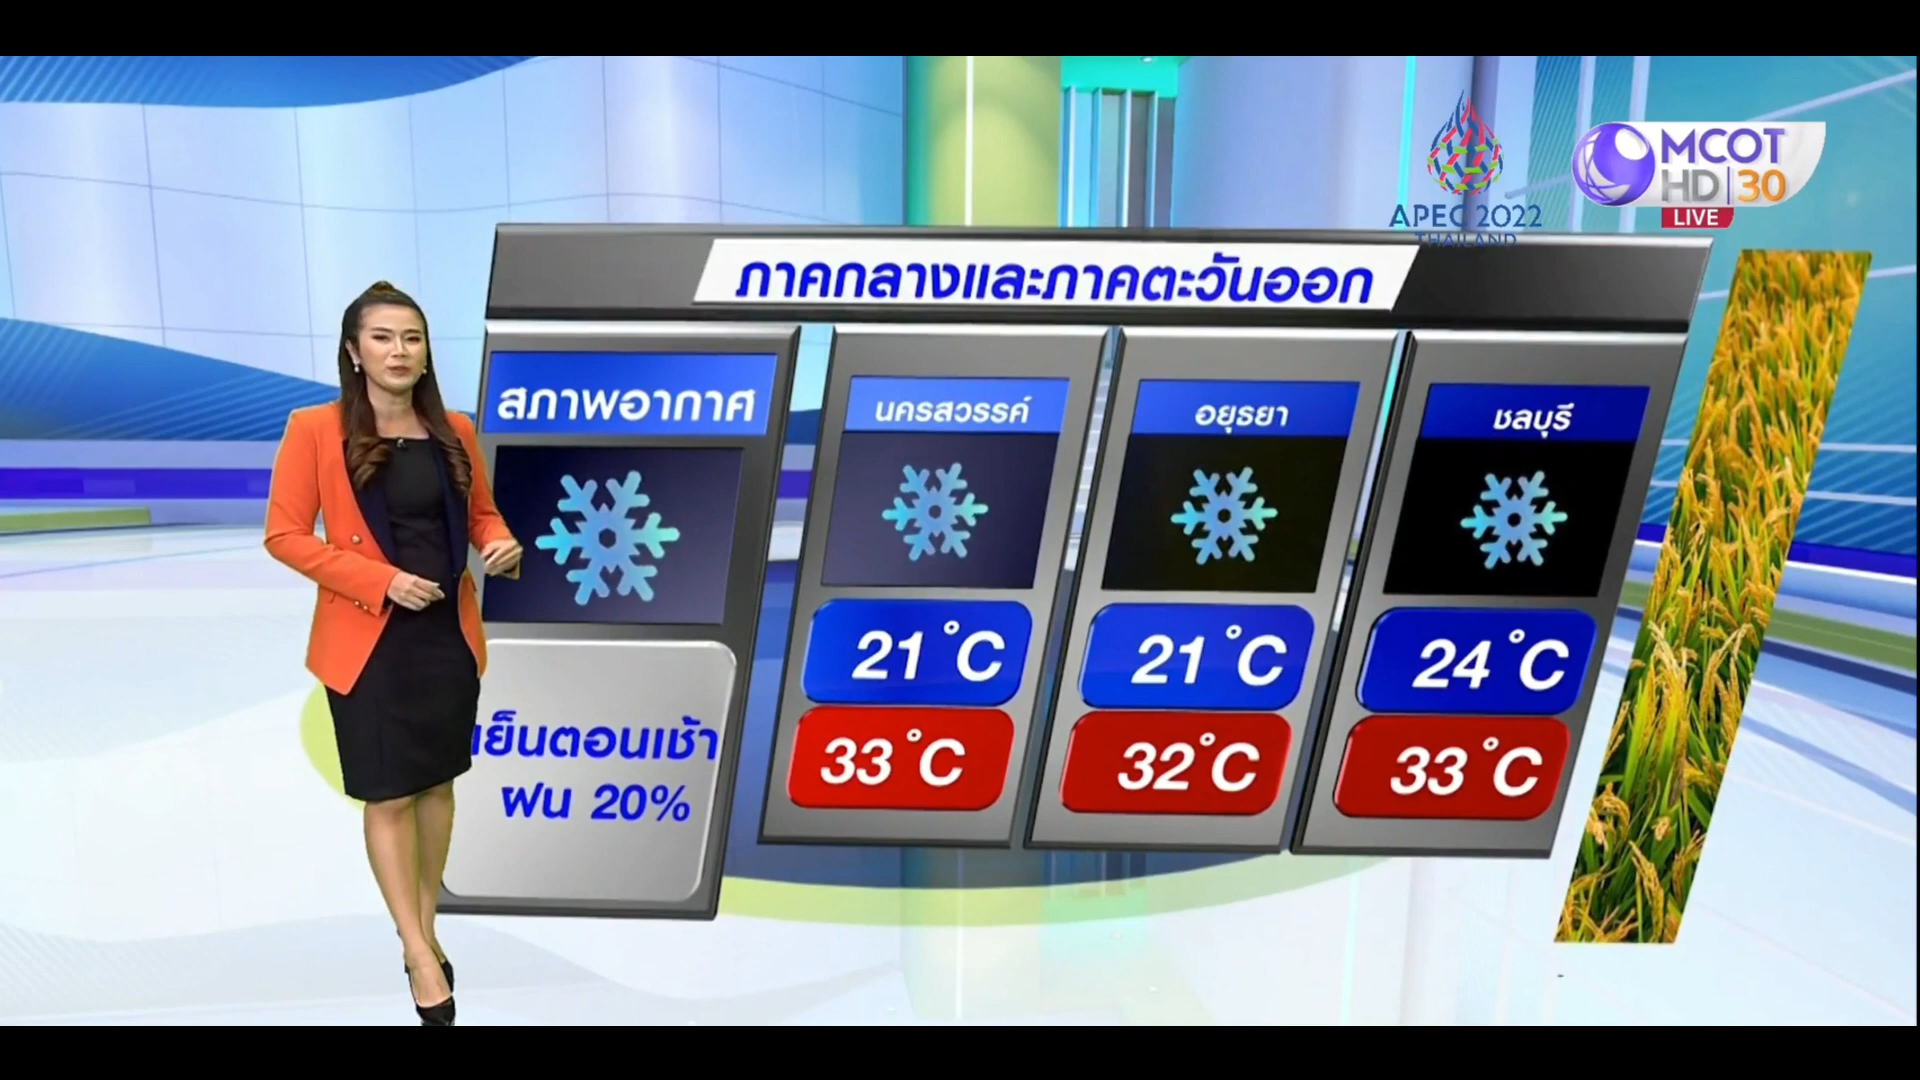 APEC 2022
THAILAND
MCOT
HD 30
LIVE
ภาคกลางและภาคตะวันออก
สภาพอากาศ
เย็นตอนเช้า
ฝน 20%
นครสวรรค์
21°C
33°C
อยุธยา
21°C
32°C
ชลบุรี
24°C
33°C